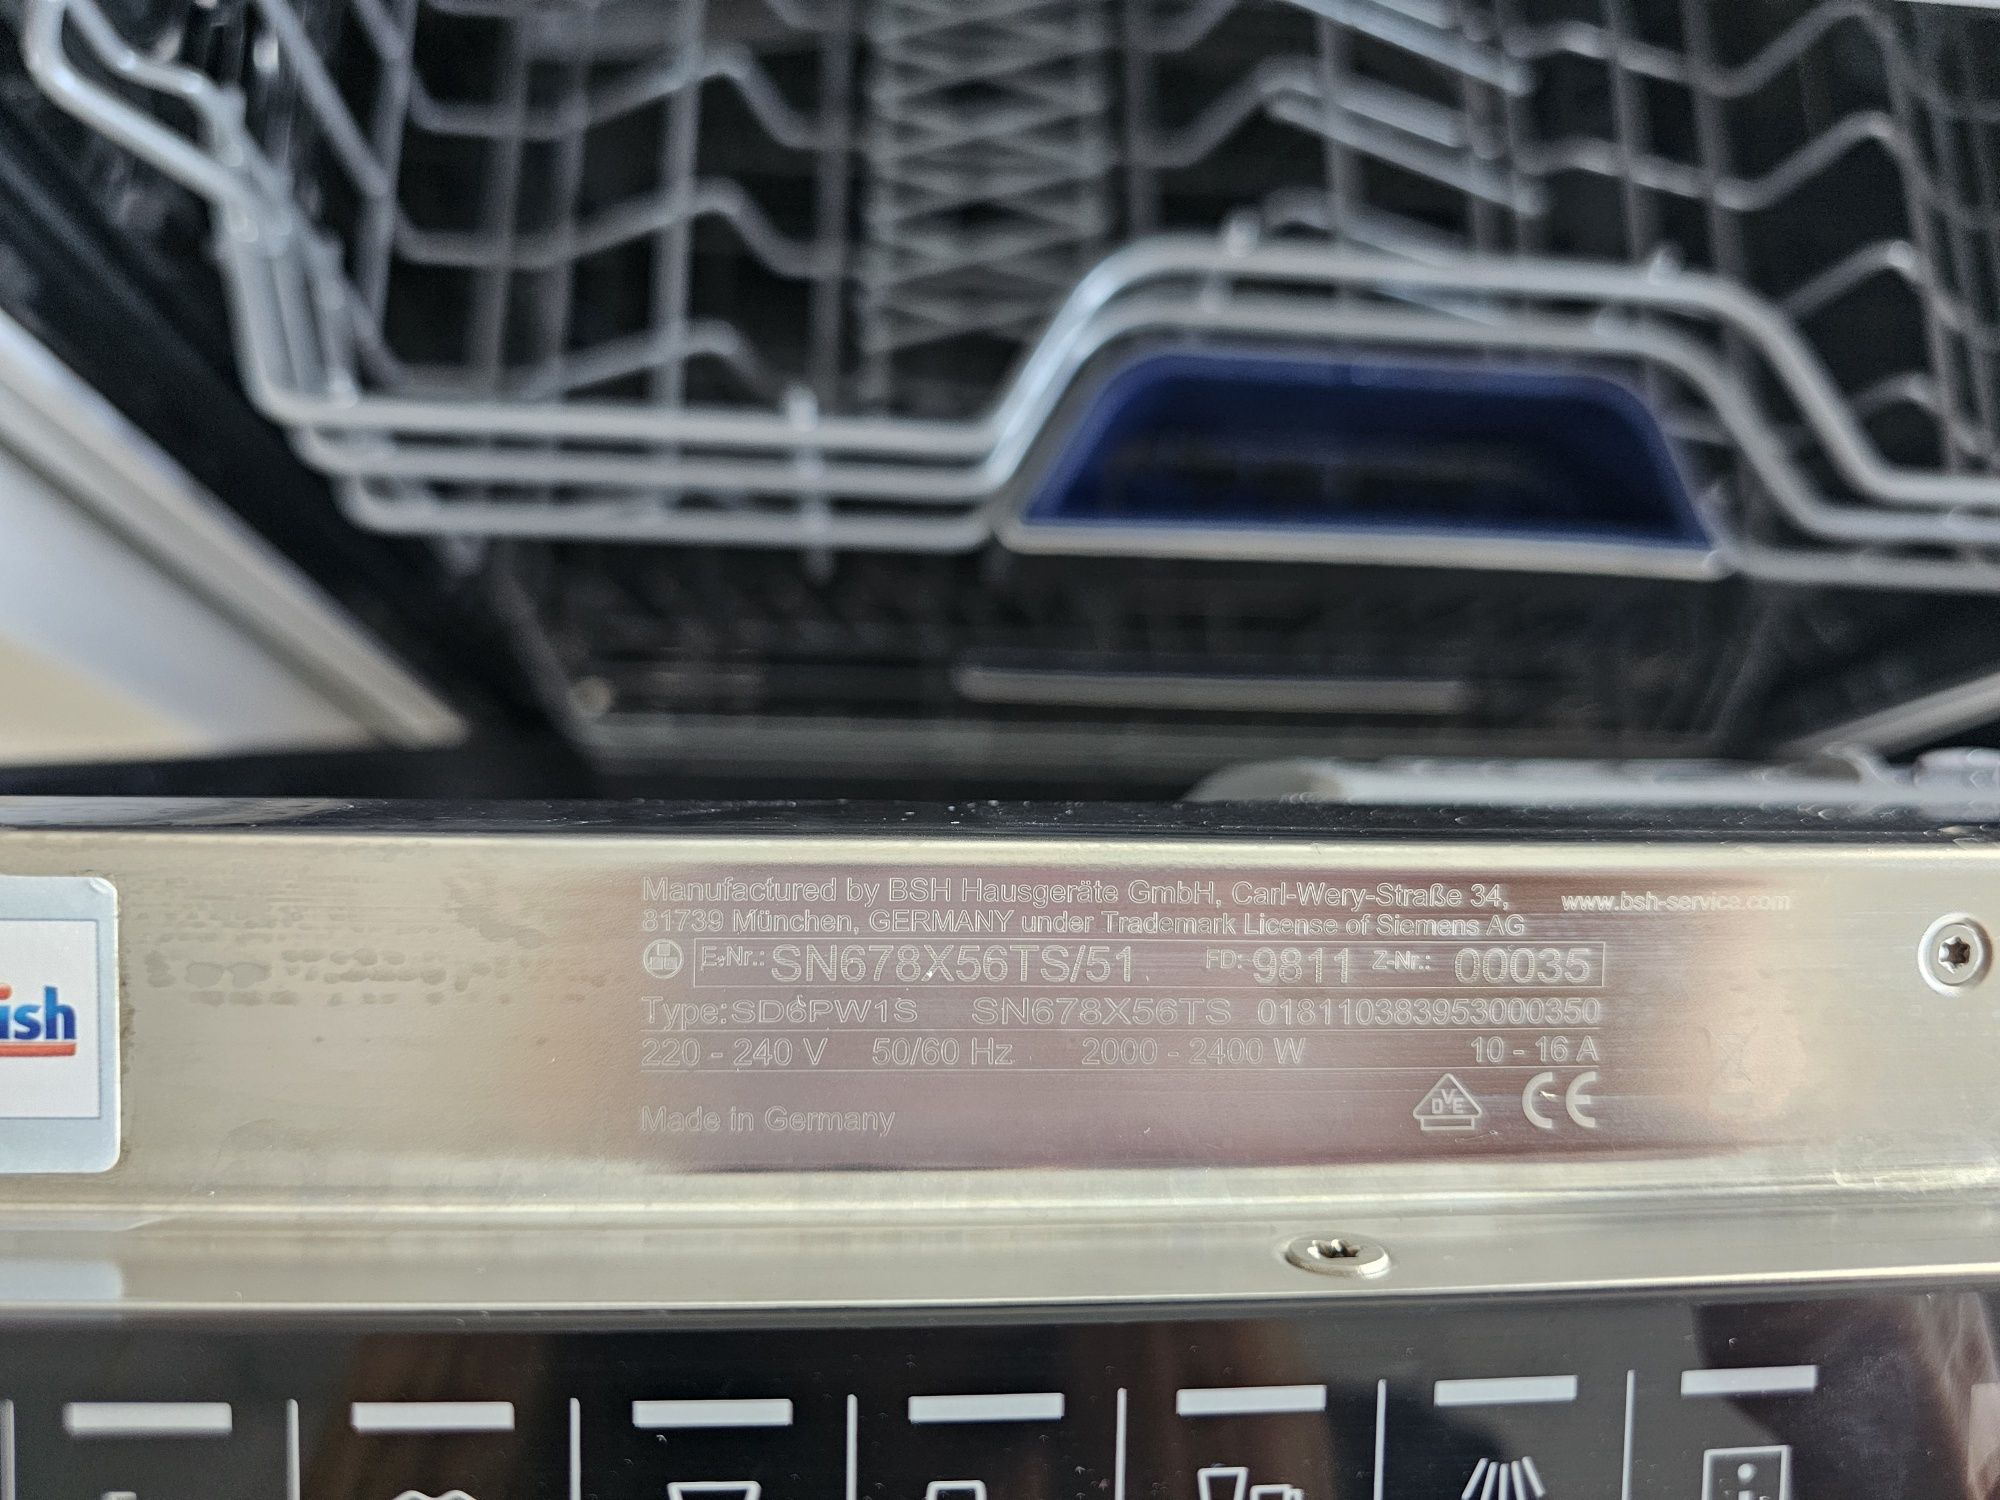 Manufactured by BSH Hausgeräte GmbH, Carl-Wery-Straße 34, www.bsh-service.com
81739 München, GERMANY under Trademark License of Siemens AG
E-Nr.: SN678X56TS/51 FD: 9811 Z-Nr.: 00035
Type: SD6PW1S SN678X56TS 018110383953000350
220 - 240 V 50/60 Hz 2000 - 2400 W 10 - 16 A
Made in Germany
DVE CE
ish
i